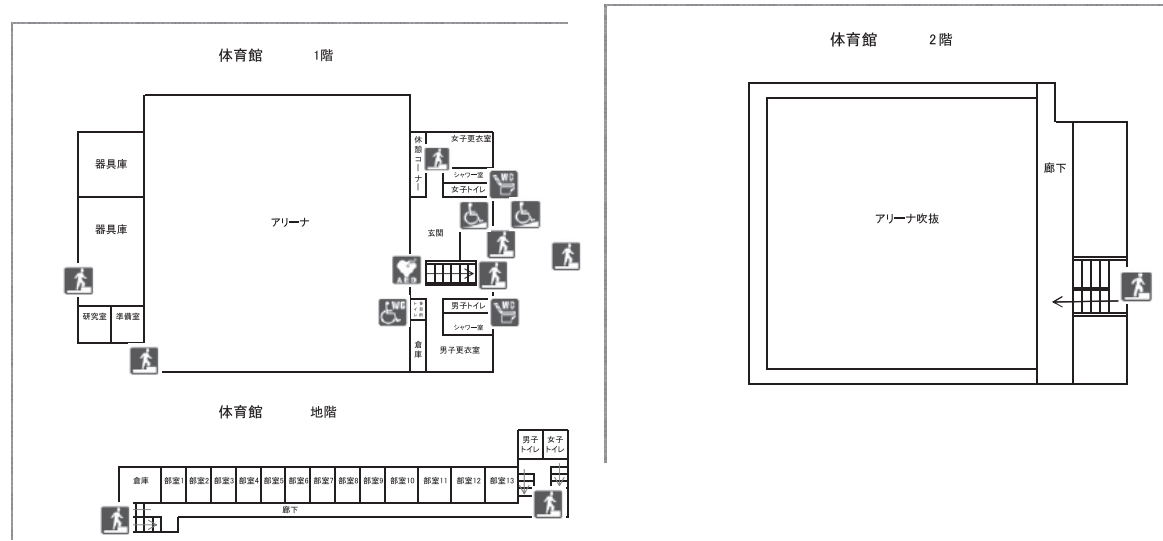 体育館 1階
器具庫
器具庫
研究室
準備室
アリーナ
休憩コーナー
女子更衣室
シャワー室
女子トイレ
WC
玄関
AED
WC
男子トイレ
WC
シャワー室
倉庫
男子更衣室
体育館 地階
男子
トイレ
女子
トイレ
倉庫
部室1
部室2
部室3
部室4
部室5
部室6
部室7
部室8
部室9
部室10
部室11
部室12
部室13
廊下
体育館 2階
廊下
アリーナ吹抜